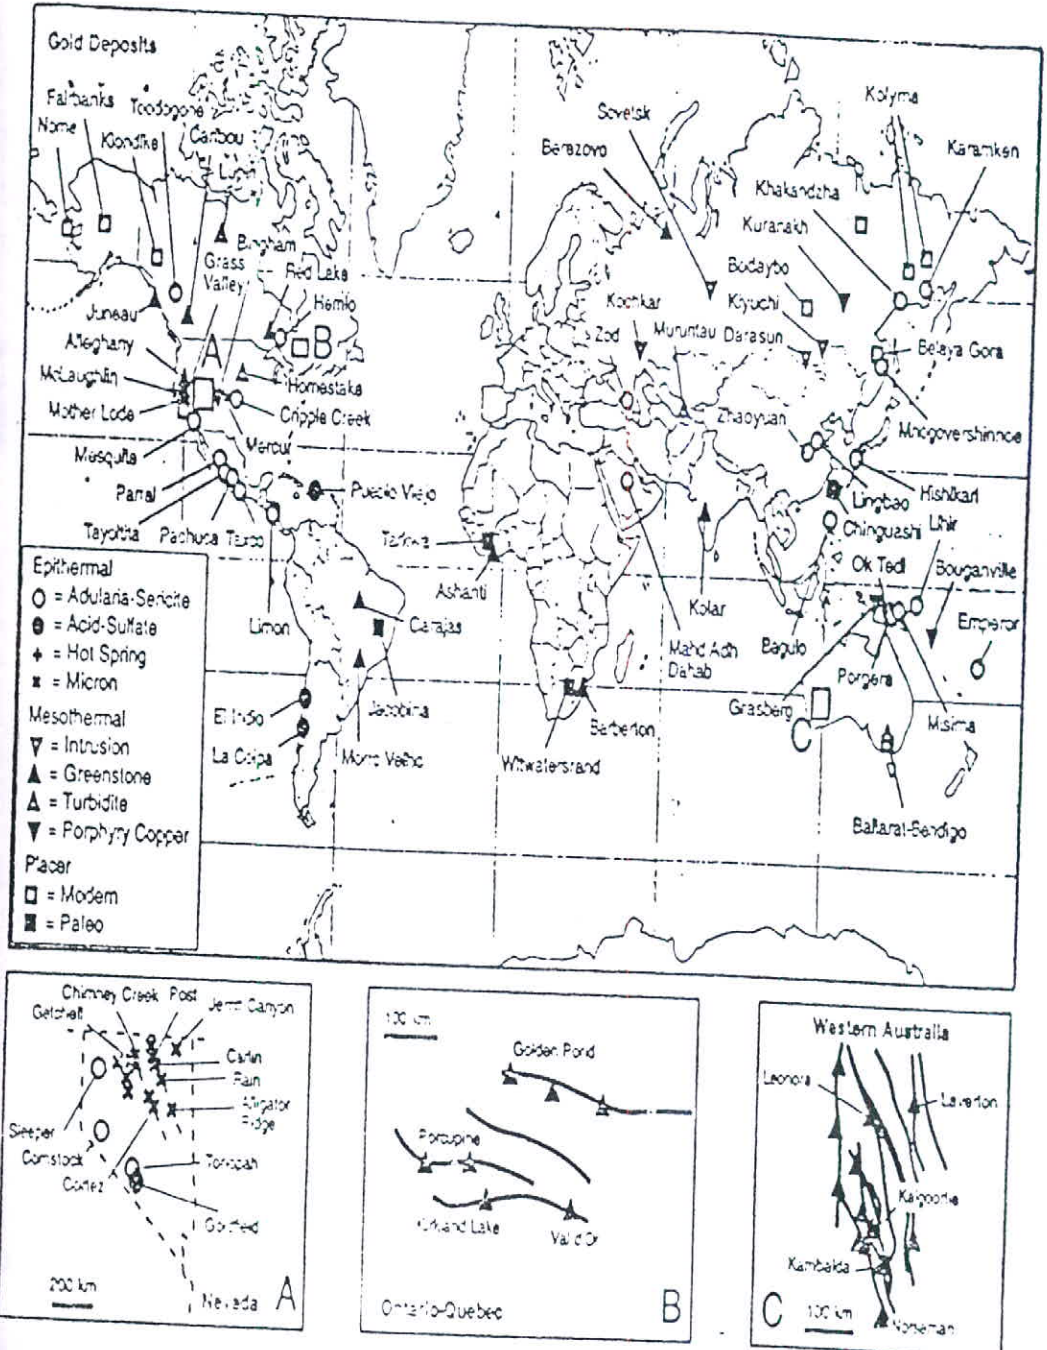 Gold Deposits
Fairbanks
Toodogone
Nome
Klondike
Caribou
Lupin
Bingham
Grass
Valley
Red Lake
Hemlo
Juneau
Alleghany
A
B
McLaughlin
Homestake
Mother Lode
Cripple Creek
Mercur
Mesquite
Parral
Tayoltita
Pachuca
Taxco
Pueblo Viejo
Limon
Sovetsk
Berezovo
Kolyma
Karamken
Khakandzha
Kuranakh
Bodaybo
Kiyuchi
Kochkar
Zod
Muruntau
Darasun
Belaya Gora
Zhaoyuan
Mnogovershinnoe
Hishikari
Lingbao
Chinguashi
Lihir
Ok Tedi
Bouganville
Emperor
Tarkwa
Ashanti
Kolar
Mahd Adh
Dahab
Baguio
Porgera
Grasberg
Misima
Carajas
Jacobina
El Indio
La Coipa
Morro Velho
Witwatersrand
Barberton
C
Ballarat-Bendigo
Epithermal
= Adularia-Sericite
= Acid-Sulfate
= Hot Spring
= Micron
Mesothermal
= Intrusion
= Greenstone
= Turbidite
= Porphyry Copper
Placer
= Modern
= Paleo
Chimney Creek
Post
Getchell
Jerritt Canyon
Carlin
Rain
Alligator
Ridge
Sleeper
Comstock
Cortez
Tonopah
Goldfield
200 km
Nevada
A
100 km
Golden Pond
Porcupine
Kirkland Lake
Val d'Or
Ontario-Quebec
B
Western Australia
Leonora
Laverton
Kalgoorlie
Kambalda
C
100 km
Norseman